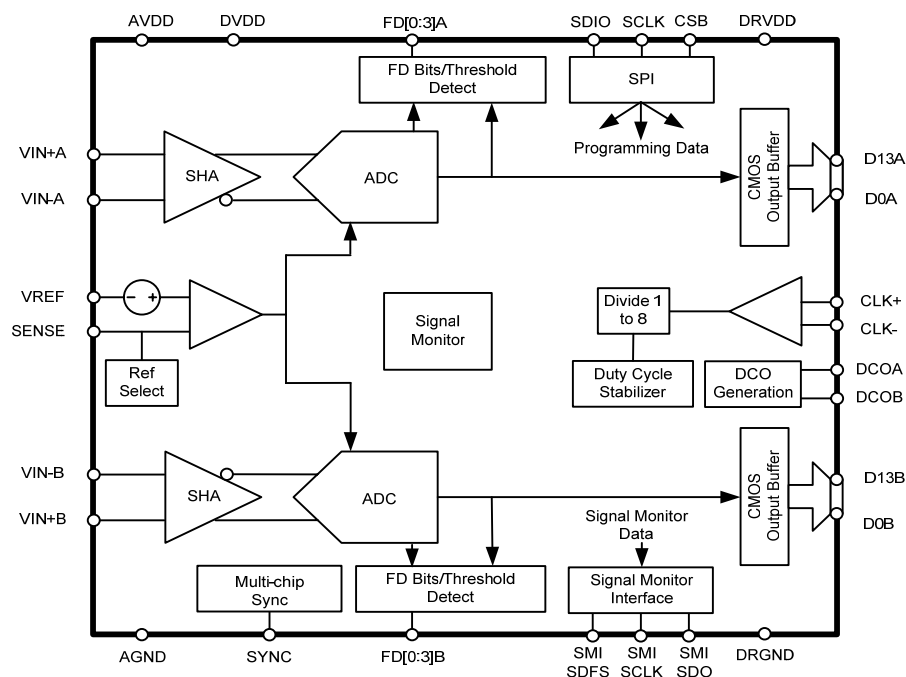 AVDD DVDD FD[0:3]A SDIO SCLK CSB DRVDD
FD Bits/Threshold
Detect
SPI
Programming Data
VIN+A
VIN-A
SHA
ADC
CMOS
Output Buffer
D13A
D0A
VREF
SENSE
- +
Ref
Select
Signal
Monitor
Divide 1
to 8
Duty Cycle
Stabilizer
CLK+
CLK-
DCO
Generation
DCOA
DCOB
VIN-B
VIN+B
SHA
ADC
CMOS
Output Buffer
D13B
D0B
Signal Monitor
Data
Multi-chip
Sync
FD Bits/Threshold
Detect
Signal Monitor
Interface
AGND SYNC FD[0:3]B
SMI
SDFS
SMI
SCLK
SMI
SDO
DRGND